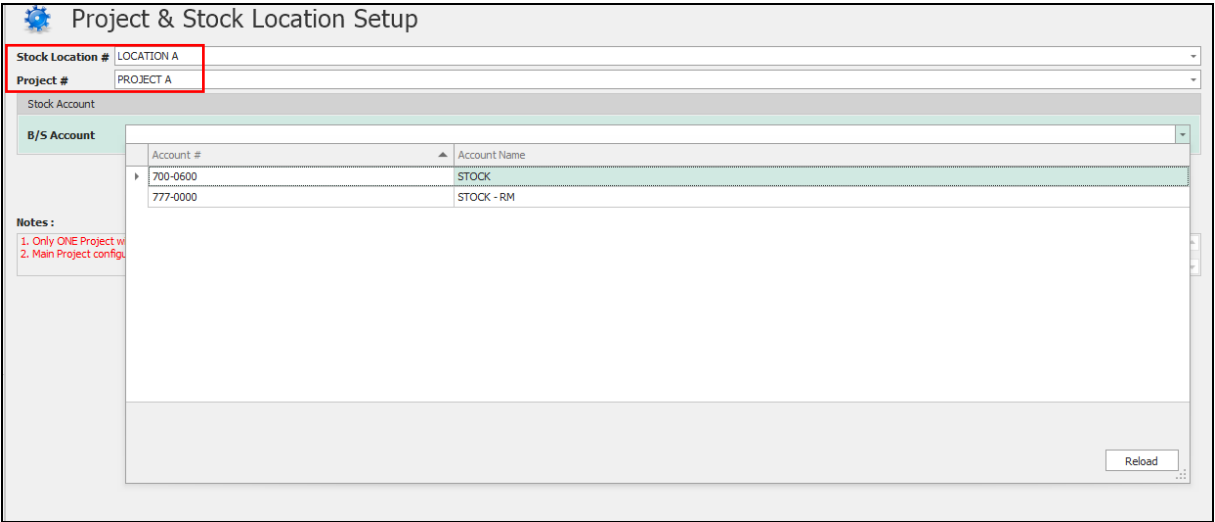 Project & Stock Location Setup
Stock Location # LOCATION A
Project # PROJECT A
Stock Account
B/S Account
Account # Account Name
700-0600 STOCK
777-0000 STOCK - RM
Notes :
1. Only ONE Project
2. Main Project
Reload